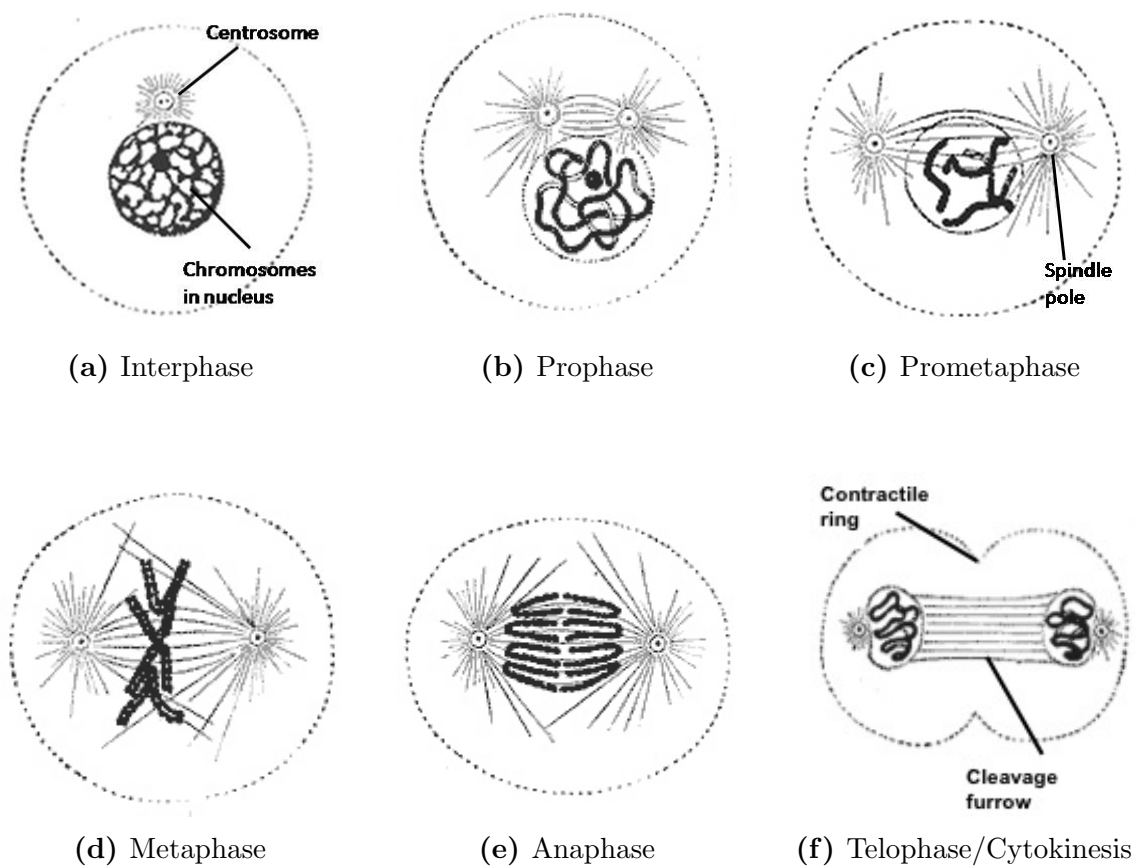 Centrosome
Chromosomes
in nucleus
Spindle
pole
(a) Interphase
(b) Prophase
(c) Prometaphase
Contractile
ring
Cleavage
furrow
(d) Metaphase
(e) Anaphase
(f) Telophase/Cytokinesis